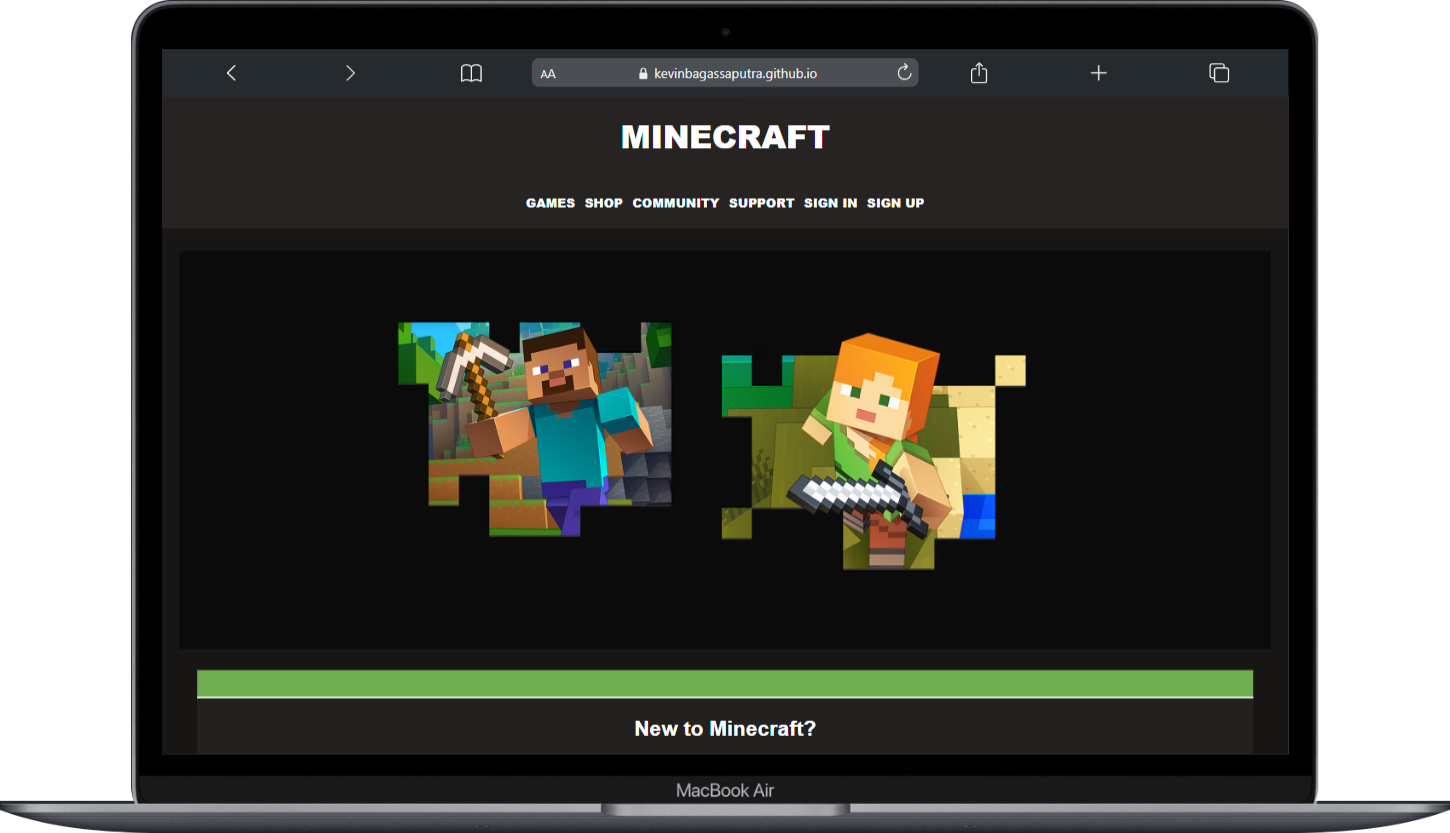 AA kevinbagassaputra.github.io
MINECRAFT
GAMES SHOP COMMUNITY SUPPORT SIGN IN SIGN UP
New to Minecraft?
MacBook Air